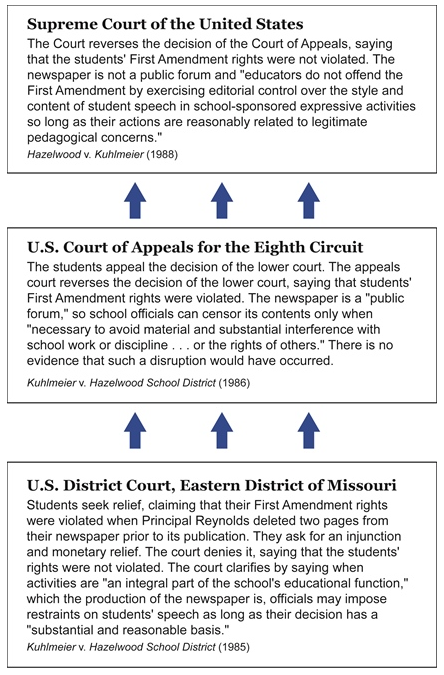 Supreme Court of the United States
The Court reverses the decision of the Court of Appeals, saying
that the students' First Amendment rights were not violated. The
newspaper is not a public forum and "educators do not offend the
First Amendment by exercising editorial control over the style and
content of student speech in school-sponsored expressive activities
so long as their actions are reasonably related to legitimate
pedagogical concerns."
Hazelwood v. Kuhlmeier (1988)
U.S. Court of Appeals for the Eighth Circuit
The students appeal the decision of the lower court. The appeals
court reverses the decision of the lower court, saying that students'
First Amendment rights were violated. The newspaper is a "public
forum," so school officials can censor its contents only when
"necessary to avoid material and substantial interference with
school work or discipline . . . or the rights of others." There is no
evidence that such a disruption would have occurred.
Kuhlmeier v. Hazelwood School District (1986)
U.S. District Court, Eastern District of Missouri
Students seek relief, claiming that their First Amendment rights
were violated when Principal Reynolds deleted two pages from
their newspaper prior to its publication. They ask for an injunction
and monetary relief. The court denies it, saying that the students'
rights were not violated. The court clarifies by saying when
activities are "an integral part of the school's educational function,"
which the production of the newspaper is, officials may impose
restraints on students' speech as long as their decision has a
"substantial and reasonable basis."
Kuhlmeier v. Hazelwood School District (1985)